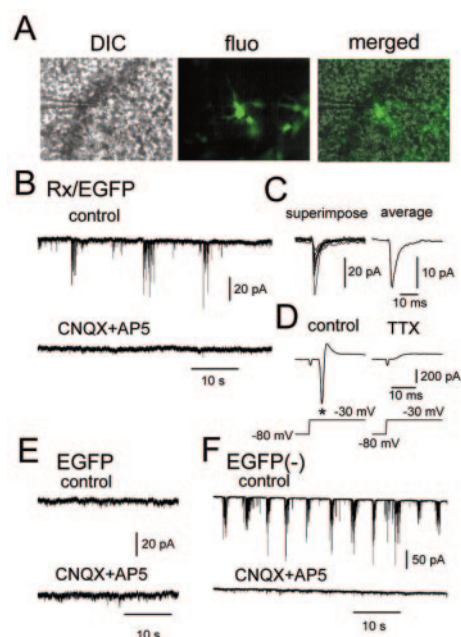 A
DIC fluo merged
B Rx/EGFP
control
20 pA
CNQX+AP5
10 s
C
superimpose average
20 pA
10 pA
10 ms
D
control TTX
200 pA
10 ms
*
-30 mV -30 mV
-80 mV -80 mV
E EGFP
control
20 pA
CNQX+AP5
10 s
F EGFP(-)
control
50 pA
CNQX+AP5
10 s